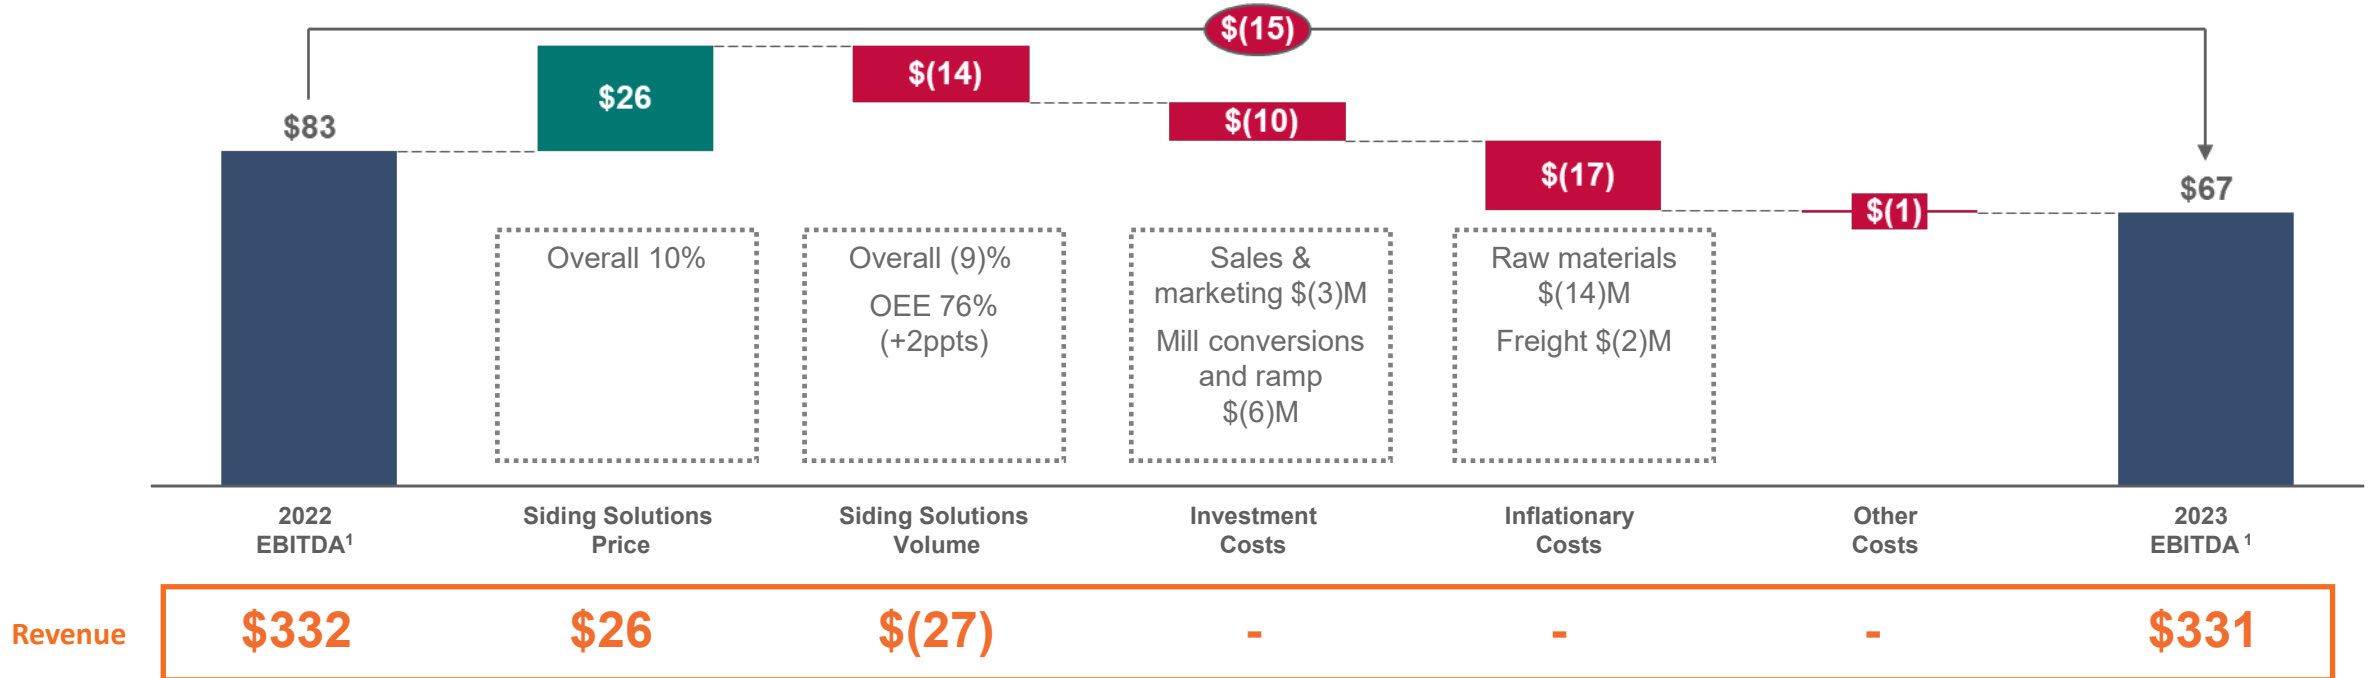 $(15)
$83
$26
$(14)
$(10)
$(17)
$(1)
$67
Overall 10%
Overall (9)%
OEE 76%
(+2ppts)
Sales &
marketing $(3)M
Mill conversions
and ramp
$(6)M
Raw materials
$(14)M
Freight $(2)M
2022
EBITDA¹
Siding Solutions
Price
Siding Solutions
Volume
Investment
Costs
Inflationary
Costs
Other
Costs
2023
EBITDA ¹
Revenue $332 $26 $(27) - - - $331